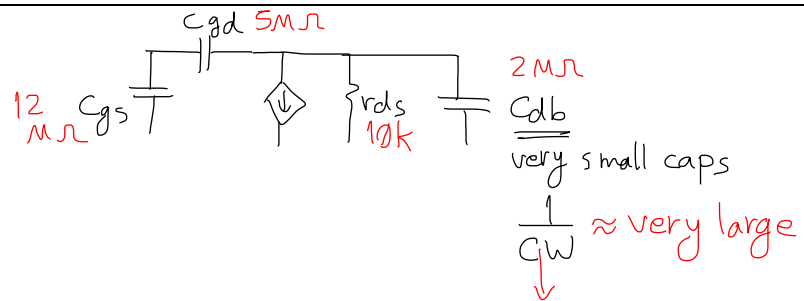 Cgd 5MΩ
12 MΩ Cgs
rds
10k
2MΩ
Cdb
very small caps
1/CW ≈ very large